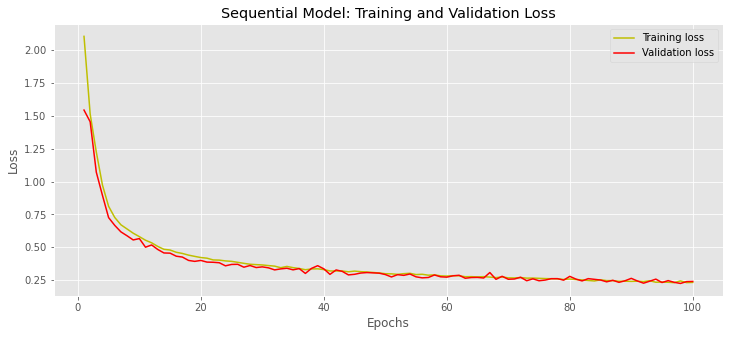 Sequential Model: Training and Validation Loss
Training loss
Validation loss
2.00
1.75
1.50
1.25
1.00
0.75
0.50
0.25
Loss
0 20 40 60 80 100
Epochs